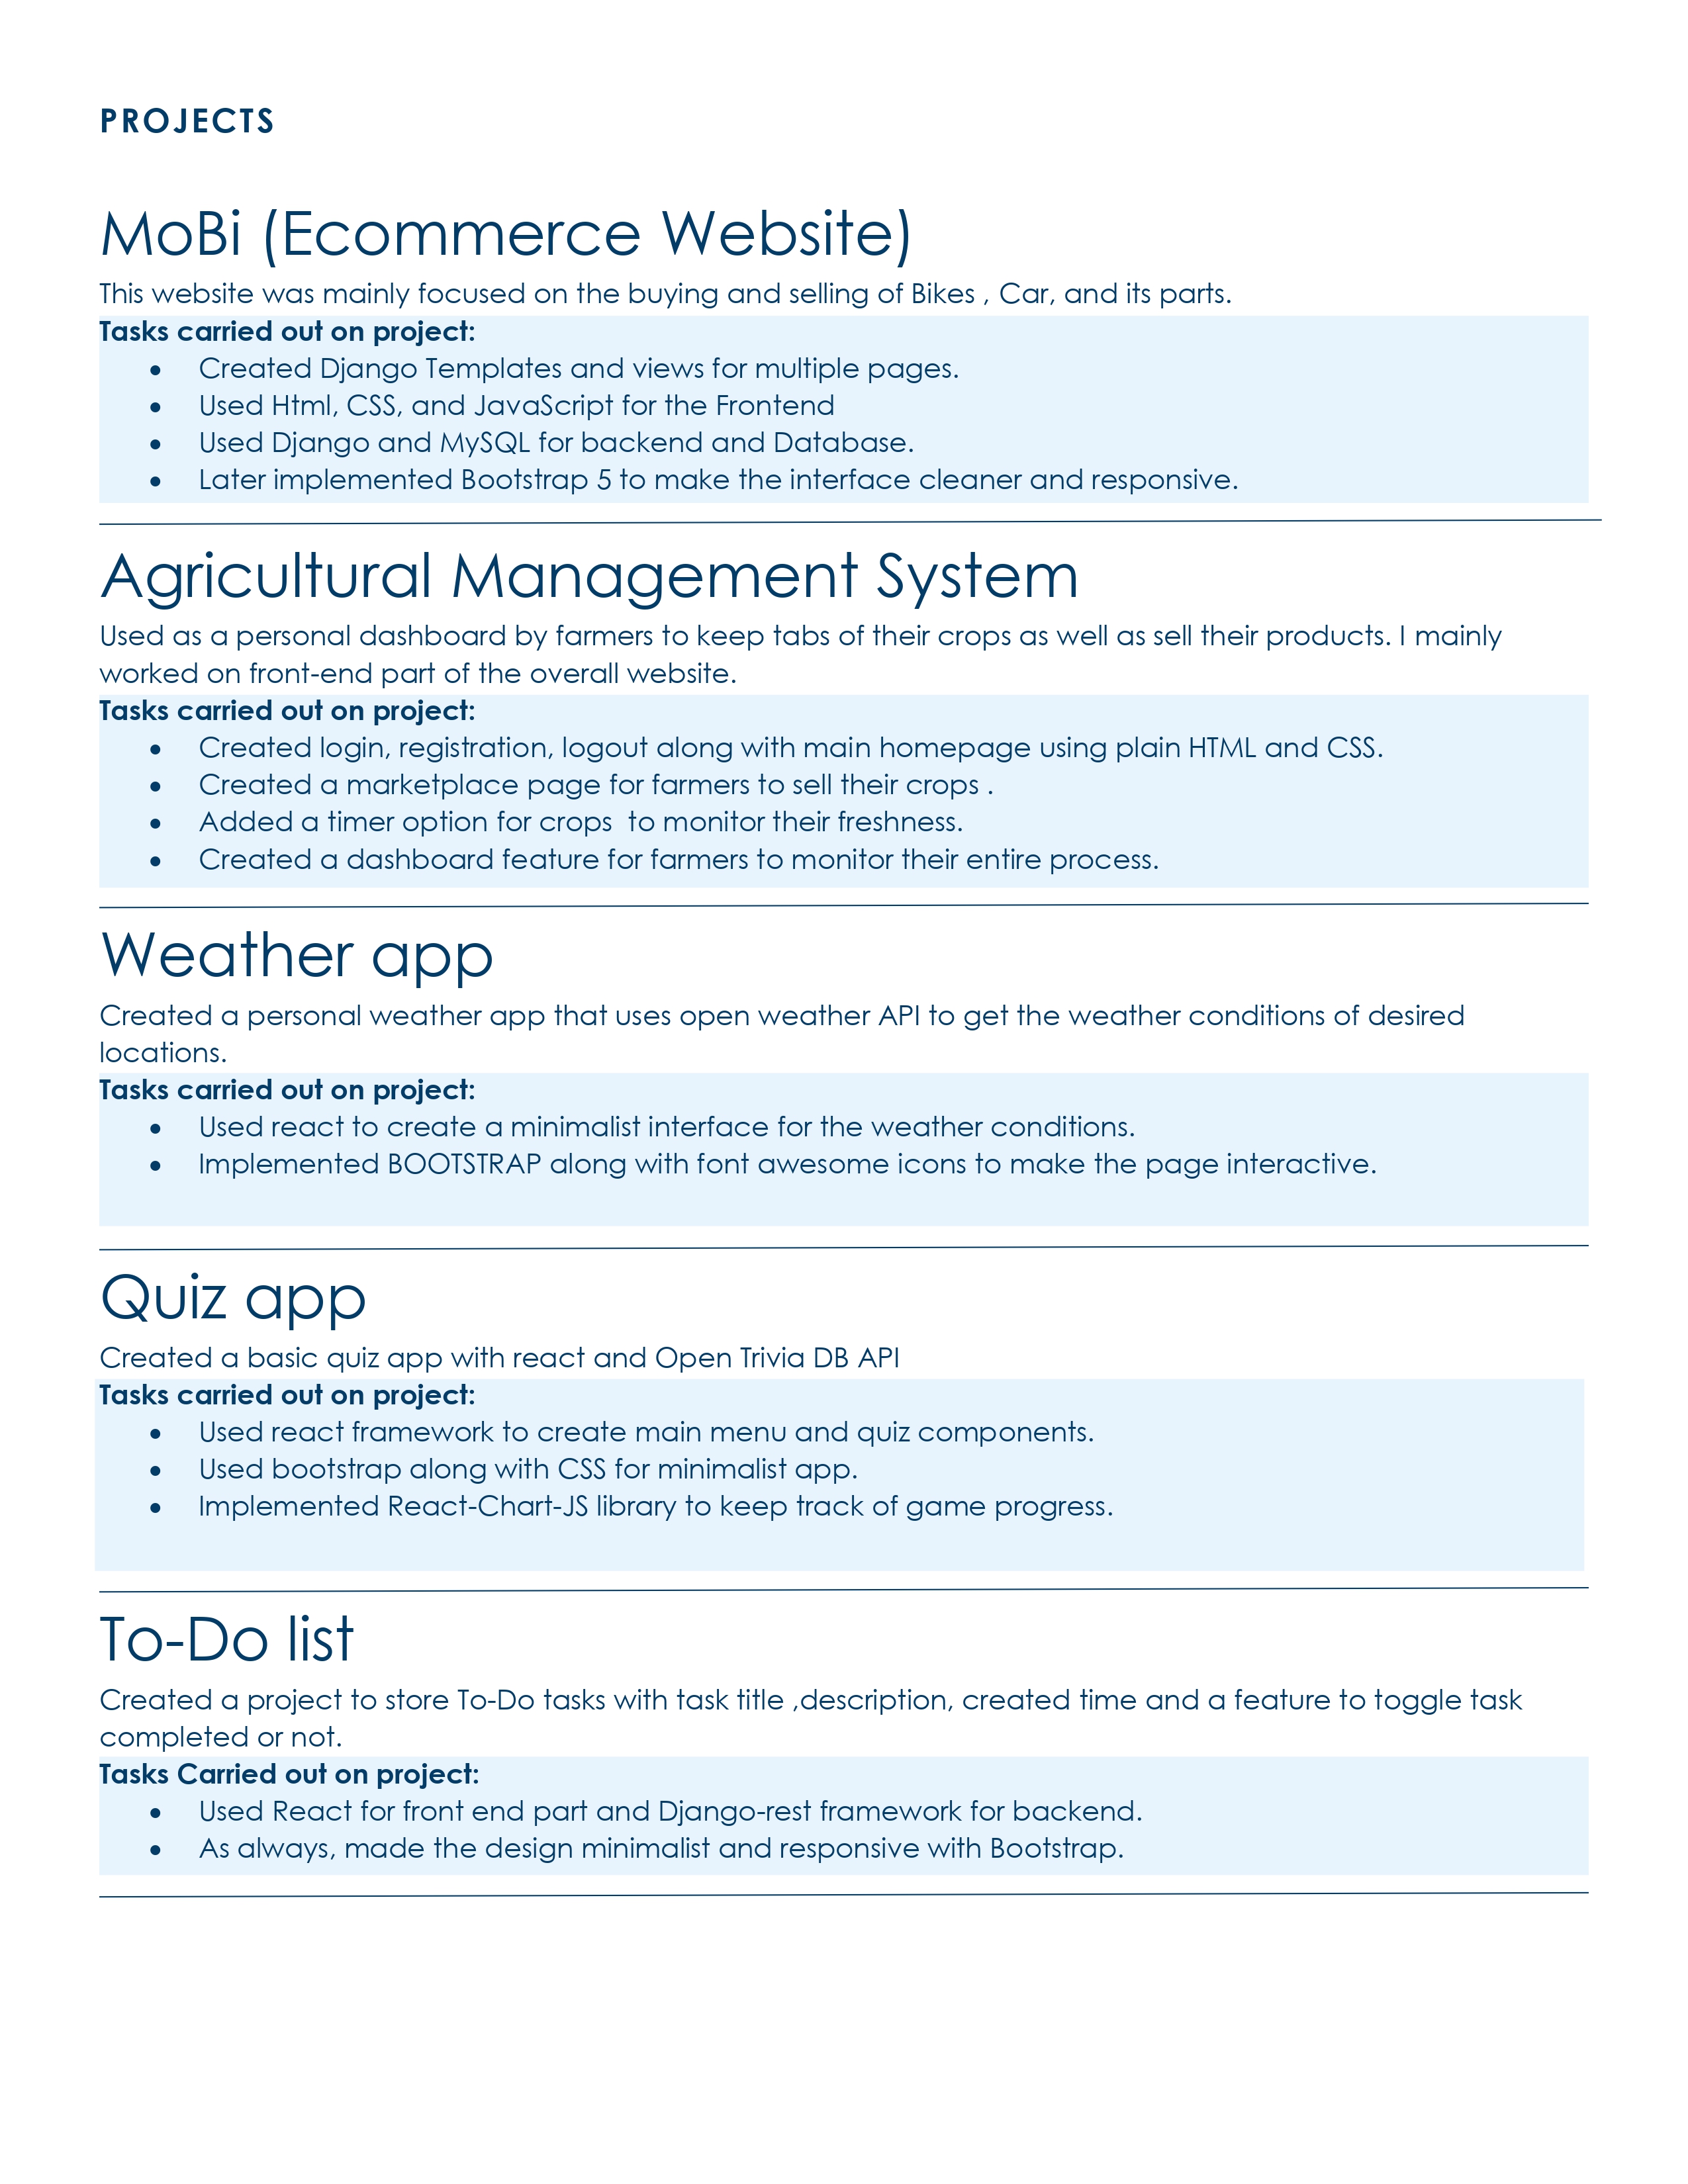 PROJECTS
MoBi (Ecommerce Website)
This website was mainly focused on the buying and selling of Bikes , Car, and its parts.
Tasks carried out on project:
• Created Django Templates and views for multiple pages.
• Used Html, CSS, and JavaScript for the Frontend
• Used Django and MySQL for backend and Database.
• Later implemented Bootstrap 5 to make the interface cleaner and responsive.
Agricultural Management System
Used as a personal dashboard by farmers to keep tabs of their crops as well as sell their products. I mainly
worked on front-end part of the overall website.
Tasks carried out on project:
• Created login, registration, logout along with main homepage using plain HTML and CSS.
• Created a marketplace page for farmers to sell their crops .
• Added a timer option for crops  to monitor their freshness.
• Created a dashboard feature for farmers to monitor their entire process.
Weather app
Created a personal weather app that uses open weather API to get the weather conditions of desired
locations.
Tasks carried out on project:
• Used react to create a minimalist interface for the weather conditions.
• Implemented BOOTSTRAP along with font awesome icons to make the page interactive.
Quiz app
Created a basic quiz app with react and Open Trivia DB API
Tasks carried out on project:
• Used react framework to create main menu and quiz components.
• Used bootstrap along with CSS for minimalist app.
• Implemented React-Chart-JS library to keep track of game progress.
To-Do list
Created a project to store To-Do tasks with task title ,description, created time and a feature to toggle task
completed or not.
Tasks Carried out on project:
• Used React for front end part and Django-rest framework for backend.
• As always, made the design minimalist and responsive with Bootstrap.